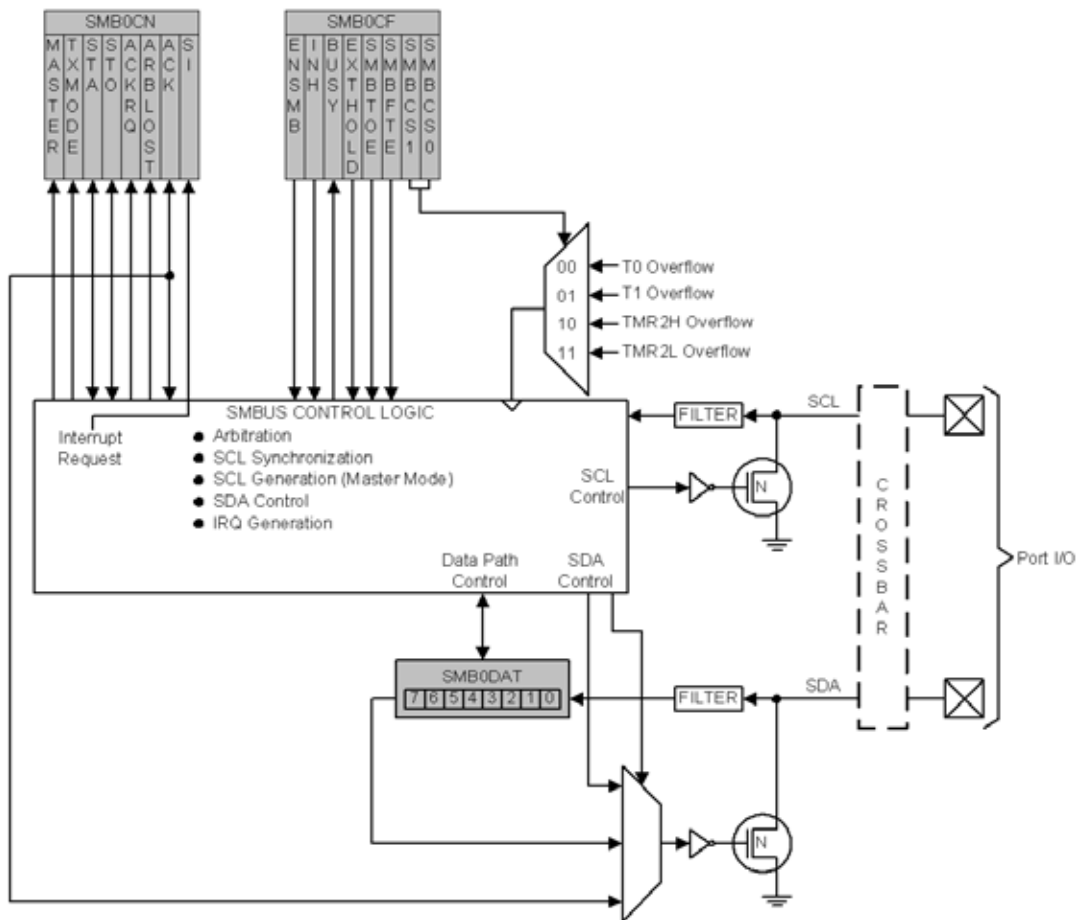 SMB0CN
MASTER
TXMODE
STA
STO
ACKRQ
ARBLOST
ACK
SI
SMB0CF
ENSMB
INH
BUSY
EXTHOLD
SMBTOE
SMBFTE
SMBCS1
SMBCS0
00
T0 Overflow
01
T1 Overflow
10
TMR2H Overflow
11
TMR2L Overflow
SMBUS CONTROL LOGIC
Interrupt
Request
● Arbitration
● SCL Synchronization
● SCL Generation (Master Mode)
● SDA Control
● IRQ Generation
SCL
Control
Data Path
Control
SDA
Control
FILTER
SCL
N
CROSSBAR
Port I/O
SMB0DAT
7 6 5 4 3 2 1 0
FILTER
SDA
N